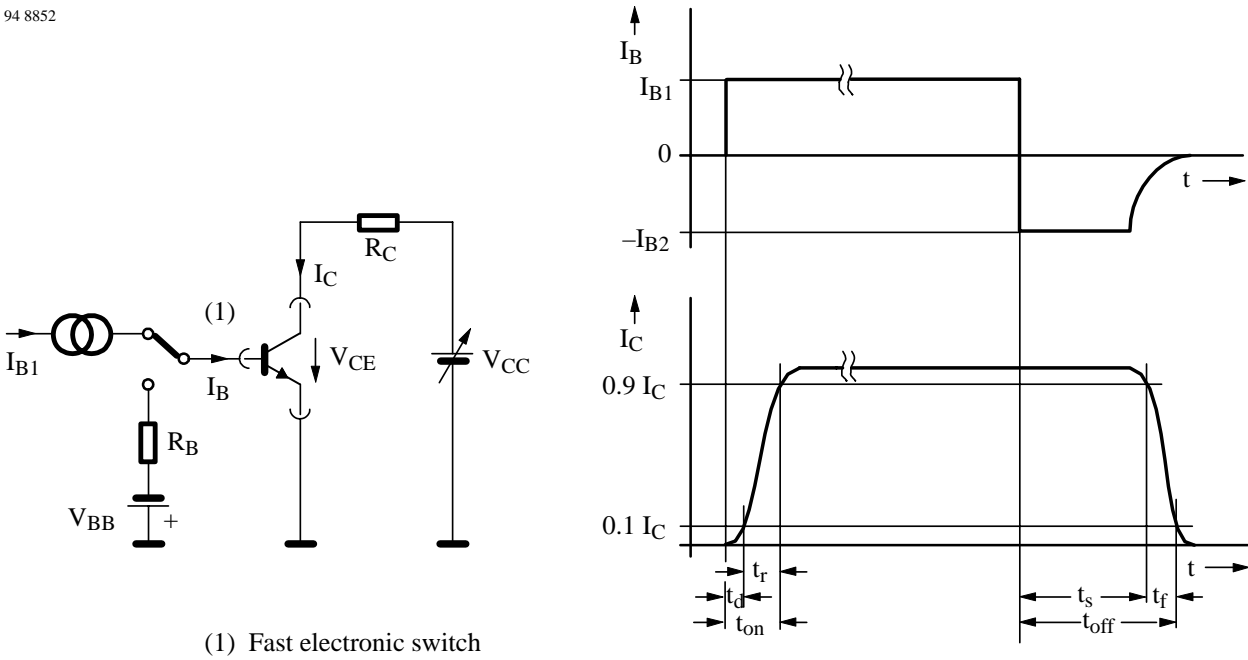 94 8852
I_B
I_B1
0
t
–I_B2
R_C
I_C
(1)
I_B1
I_B
V_CE
V_CC
R_B
V_BB
+
I_C
0.9 I_C
0.1 I_C
t
t_r
t_d
t_s
t_f
t_on
t_off
(1) Fast electronic switch